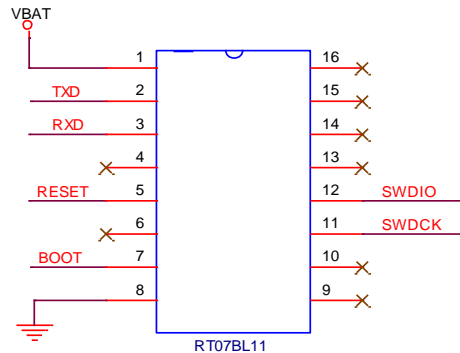 VBAT
1 16
TXD 2 15
RXD 3 14
4 13
RESET 5 12 SWDIO
6 11 SWDCK
BOOT 7 10
8 9
RT07BL11